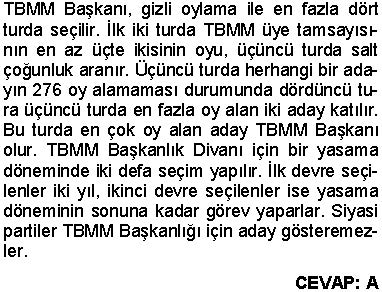 TBMM Başkanı, gizli oylama ile en fazla dört
turda seçilir. İlk iki turda TBMM üye tamsayısı-
nın en az üçte ikisinin oyu, üçüncü turda salt
çoğunluk aranır. Üçüncü turda herhangi bir ada-
yın 276 oy alamaması durumunda dördüncü tu-
ra üçüncü turda en fazla oy alan iki aday katılır.
Bu turda en çok oy alan aday TBMM Başkanı
olur. TBMM Başkanlık Divanı için bir yasama
döneminde iki defa seçim yapılır. İlk devre seçi-
lenler iki yıl, ikinci devre seçilenler ise yasama
döneminin sonuna kadar görev yaparlar. Siyasi
partiler TBMM Başkanlığı için aday gösteremez-
ler.
CEVAP: A